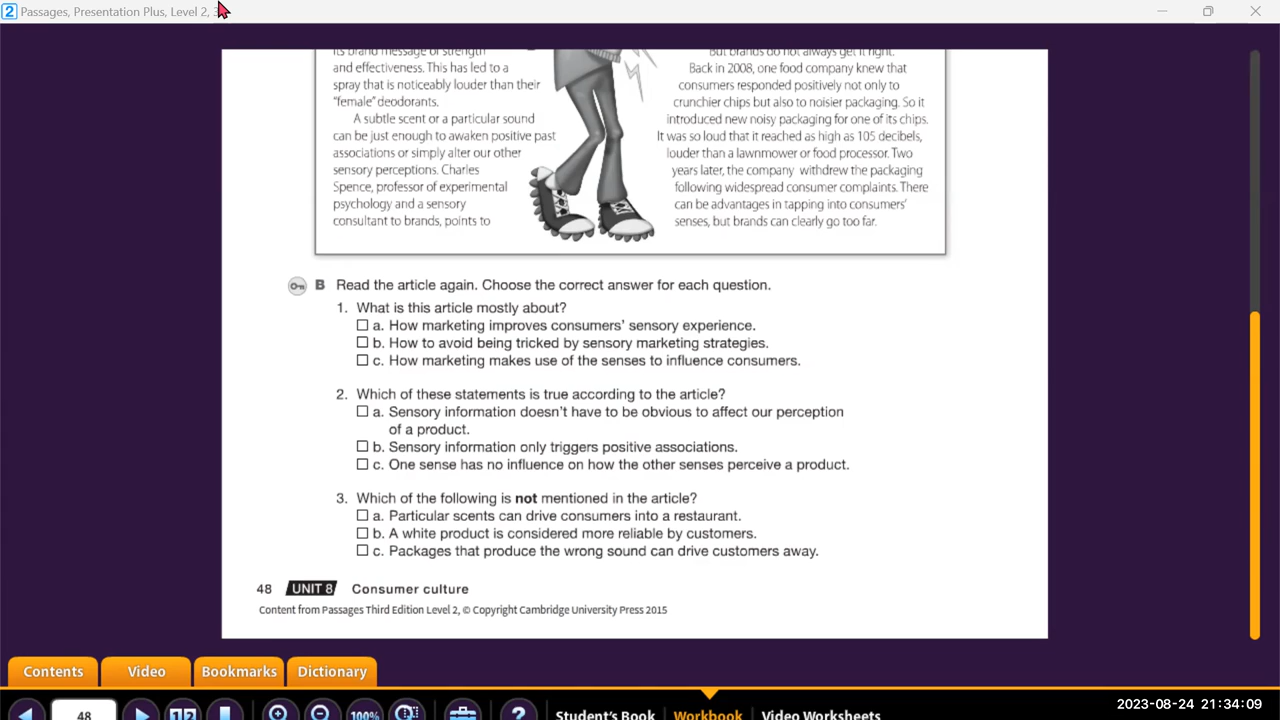 Passages, Presentation Plus, Level 2, 3
its brand message of strength
and effectiveness. This has led to a
spray that is noticeably louder than their
"female" deodorants.
A subtle scent or a particular sound
can be just enough to awaken positive past
associations or simply alter our other
sensory perceptions. Charles
Spence, professor of experimental
psychology and a sensory
consultant to brands, points to
But brands do not always get it right.
Back in 2008, one food company knew that
consumers responded positively not only to
crunchier chips but also to noisier packaging. So it
introduced new noisy packaging for one of its chips.
It was so loud that it reached as high as 105 decibels,
louder than a lawnmower or food processor. Two
years later, the company withdrew the packaging
following widespread consumer complaints. There
can be advantages in tapping into consumers'
senses, but brands can clearly go too far.
B Read the article again. Choose the correct answer for each question.
1. What is this article mostly about?
a. How marketing improves consumers' sensory experience.
b. How to avoid being tricked by sensory marketing strategies.
c. How marketing makes use of the senses to influence consumers.
2. Which of these statements is true according to the article?
a. Sensory information doesn't have to be obvious to affect our perception
of a product.
b. Sensory information only triggers positive associations.
c. One sense has no influence on how the other senses perceive a product.
3. Which of the following is not mentioned in the article?
a. Particular scents can drive consumers into a restaurant.
b. A white product is considered more reliable by customers.
c. Packages that produce the wrong sound can drive customers away.
48 UNIT 8 Consumer culture
Content from Passages Third Edition Level 2, © Copyright Cambridge University Press 2015
Contents Video Bookmarks Dictionary
48 1|2 100% ? Student's Book Workbook Video Worksheets
2023-08-24 21:34:09